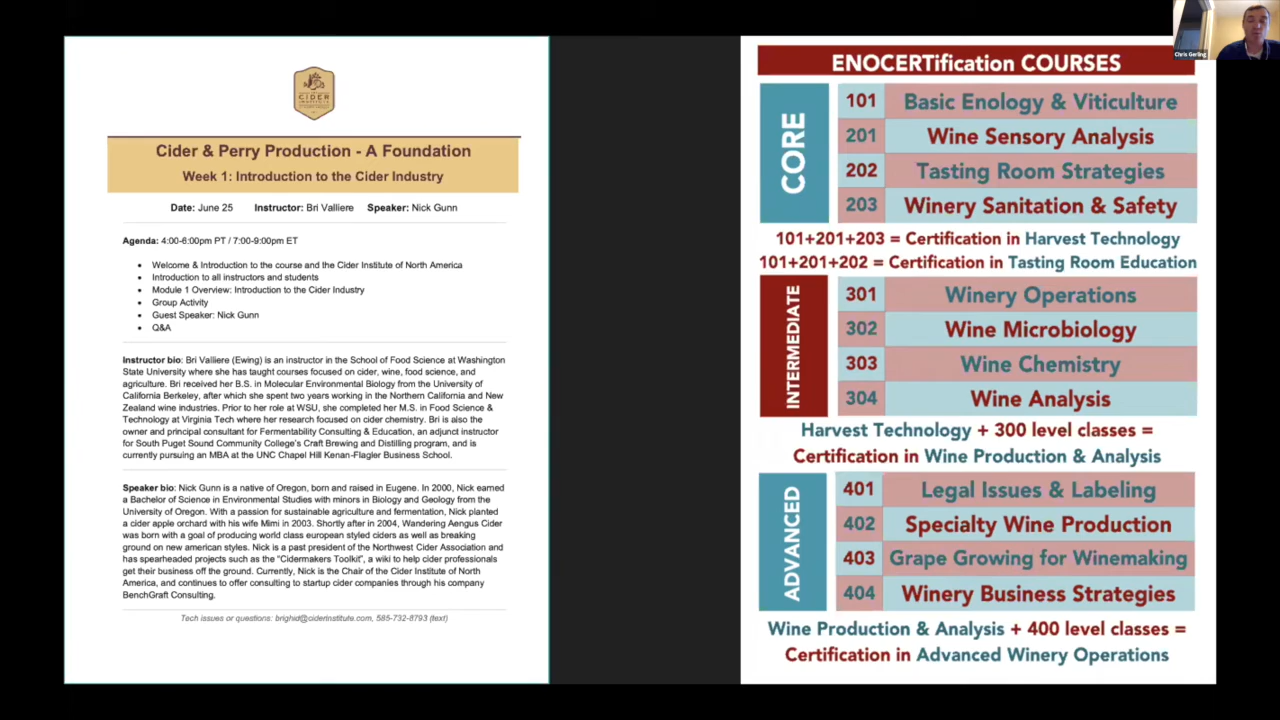 Chris Gerling
CIDER
INSTITUTE
Cider & Perry Production - A Foundation
Week 1: Introduction to the Cider Industry
Date: June 25 Instructor: Bri Valliere Speaker: Nick Gunn
Agenda: 4:00-6:00pm PT / 7:00-9:00pm ET
• Welcome & Introduction to the course and the Cider Institute of North America
• Introduction to all instructors and students
• Module 1 Overview: Introduction to the Cider Industry
• Group Activity
• Guest Speaker: Nick Gunn
• Q&A
Instructor bio: Bri Valliere (Ewing) is an instructor in the School of Food Science at Washington
State University where she has taught courses focused on cider, wine, food science, and
agriculture. Bri received her B.S. in Molecular Environmental Biology from the University of
California Berkeley, after which she spent two years working in the Northern California and New
Zealand wine industries. Prior to her role at WSU, she completed her M.S. in Food Science &
Technology at Virginia Tech where her research focused on cider chemistry. Bri is also the
owner and principal consultant for Fermentability Consulting & Education, an adjunct instructor
for South Puget Sound Community College's Craft Brewing and Distilling program, and is
currently pursuing an MBA at the UNC Chapel Hill Kenan-Flagler Business School.
Speaker bio: Nick Gunn is a native of Oregon, born and raised in Eugene. In 2000, Nick earned
a Bachelor of Science in Environmental Studies with minors in Biology and Geology from the
University of Oregon. With a passion for sustainable agriculture and fermentation, Nick planted
a cider apple orchard with his wife Mimi in 2003. Shortly after in 2004, Wandering Aengus Cider
was born with a goal of producing world class european styled ciders as well as breaking
ground on new american styles. Nick is a past president of the Northwest Cider Association and
has spearheaded projects such as the "Cidermakers Toolkit", a wiki to help cider professionals
get their business off the ground. Currently, Nick is the Chair of the Cider Institute of North
America, and continues to offer consulting to startup cider companies through his company
BenchGraft Consulting.
Tech issues or questions: brighid@ciderinstitute.com, 585-732-8793 (text)
ENOCERTification COURSES
CORE
101 Basic Enology & Viticulture
201 Wine Sensory Analysis
202 Tasting Room Strategies
203 Winery Sanitation & Safety
101+201+203 = Certification in Harvest Technology
101+201+202 = Certification in Tasting Room Education
INTERMEDIATE
301 Winery Operations
302 Wine Microbiology
303 Wine Chemistry
304 Wine Analysis
Harvest Technology + 300 level classes =
Certification in Wine Production & Analysis
ADVANCED
401 Legal Issues & Labeling
402 Specialty Wine Production
403 Grape Growing for Winemaking
404 Winery Business Strategies
Wine Production & Analysis + 400 level classes =
Certification in Advanced Winery Operations